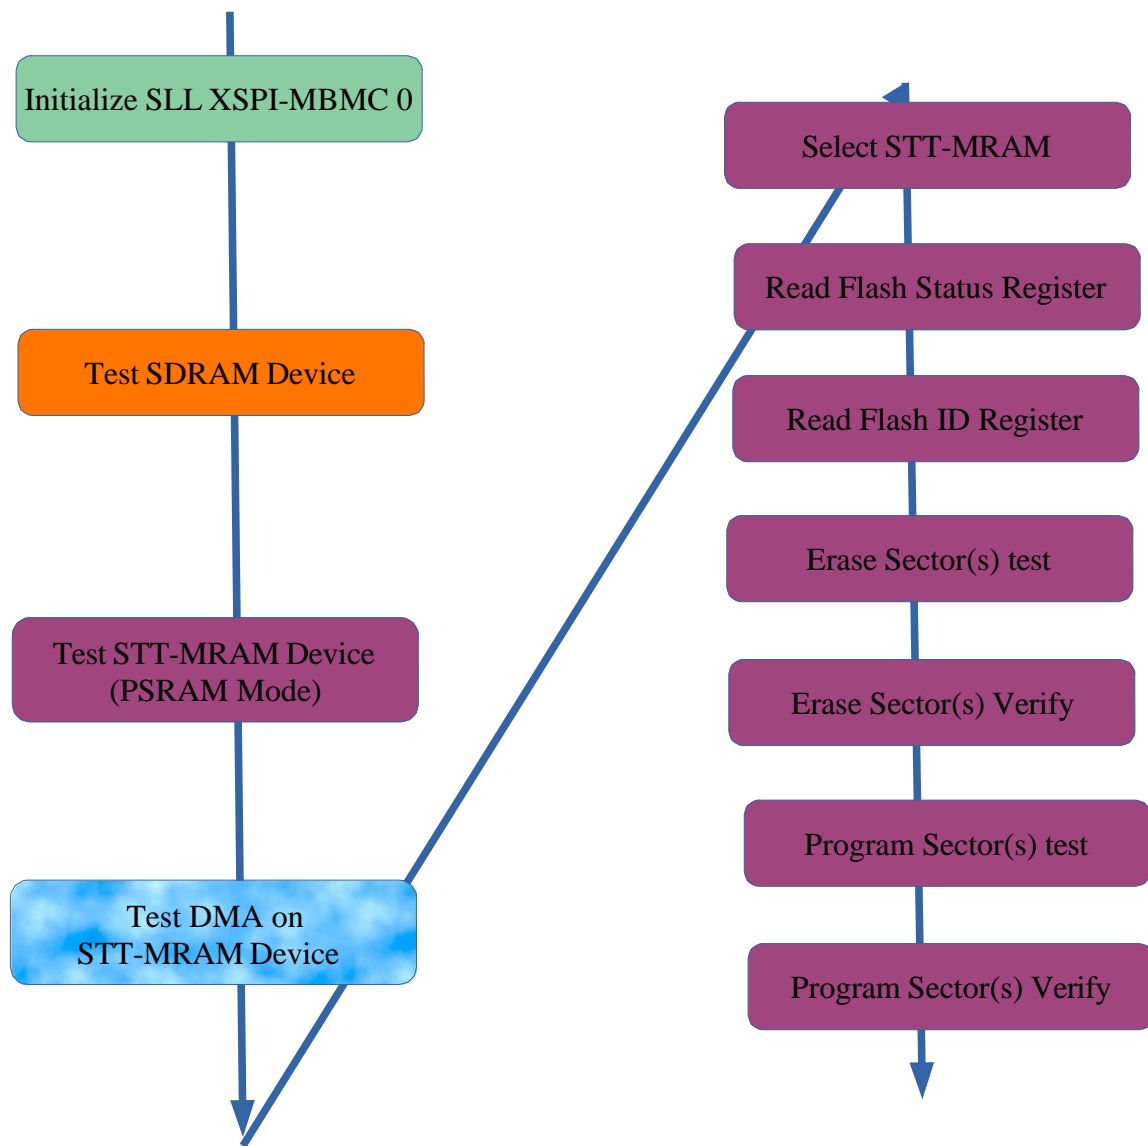 Initialize SLL XSPI-MBMC 0
Test SDRAM Device
Test STT-MRAM Device
(PSRAM Mode)
Test DMA on
STT-MRAM Device
Select STT-MRAM
Read Flash Status Register
Read Flash ID Register
Erase Sector(s) test
Erase Sector(s) Verify
Program Sector(s) test
Program Sector(s) Verify